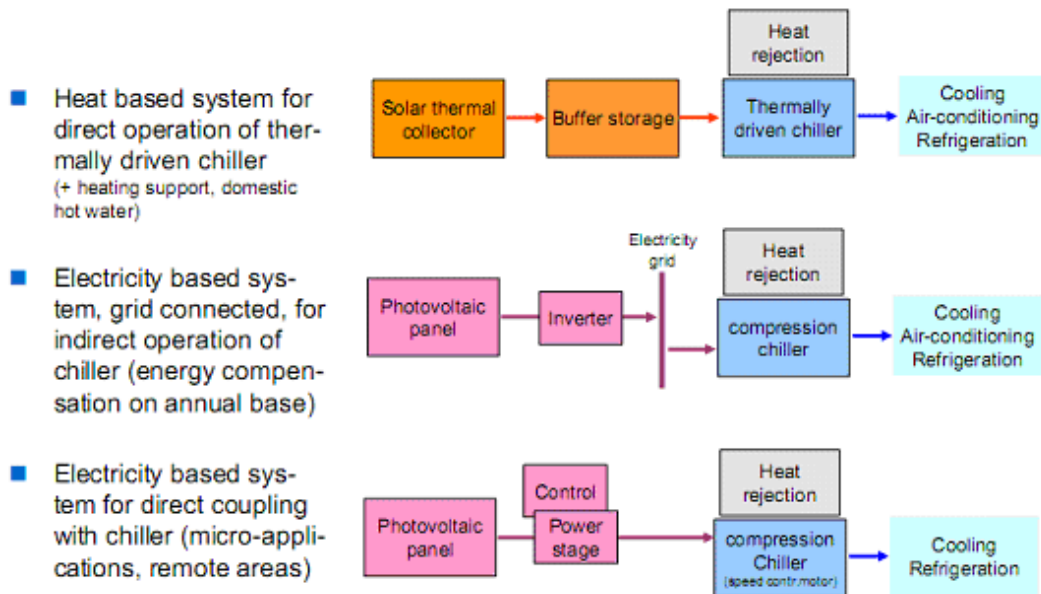 Heat based system for
direct operation of ther-
mally driven chiller
(+ heating support, domestic
hot water)
Solar thermal
collector
Buffer storage
Heat
rejection
Thermally
driven chiller
Cooling
Air-conditioning
Refrigeration
Electricity based sys-
tem, grid connected, for
indirect operation of
chiller (energy compen-
sation on annual base)
Photovoltaic
panel
Inverter
Electricity
grid
Heat
rejection
compression
chiller
Cooling
Air-conditioning
Refrigeration
Electricity based sys-
tem for direct coupling
with chiller (micro-appli-
cations, remote areas)
Photovoltaic
panel
Control
Power
stage
Heat
rejection
compression
Chiller
(speed contr.motor)
Cooling
Refrigeration